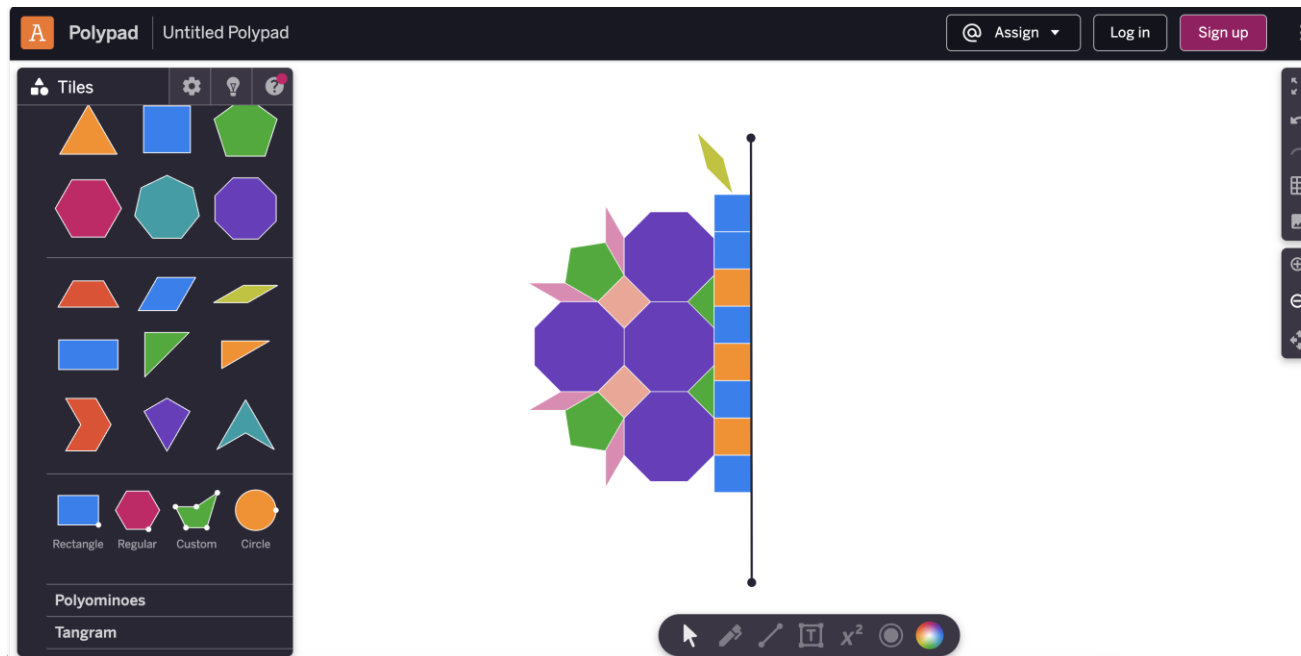 A Polypad Untitled Polypad @ Assign Log in Sign up
Tiles ?
Rectangle Regular Custom Circle
Polyominoes
Tangram
T x²